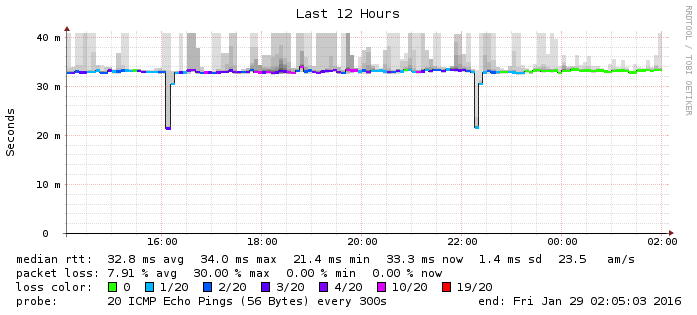 Last 12 Hours
RRDTOOL / TOBI OETIKER
Seconds
40 m
30 m
20 m
10 m
0
16:00 18:00 20:00 22:00 00:00 02:00
median rtt: 32.8 ms avg 34.0 ms max 21.4 ms min 33.3 ms now 1.4 ms sd 23.5 am/s
packet loss: 7.91 % avg 30.00 % max 0.00 % min 0.00 % now
loss color: 0 1/20 2/20 3/20 4/20 10/20 19/20
probe: 20 ICMP Echo Pings (56 Bytes) every 300s end: Fri Jan 29 02:05:03 2016